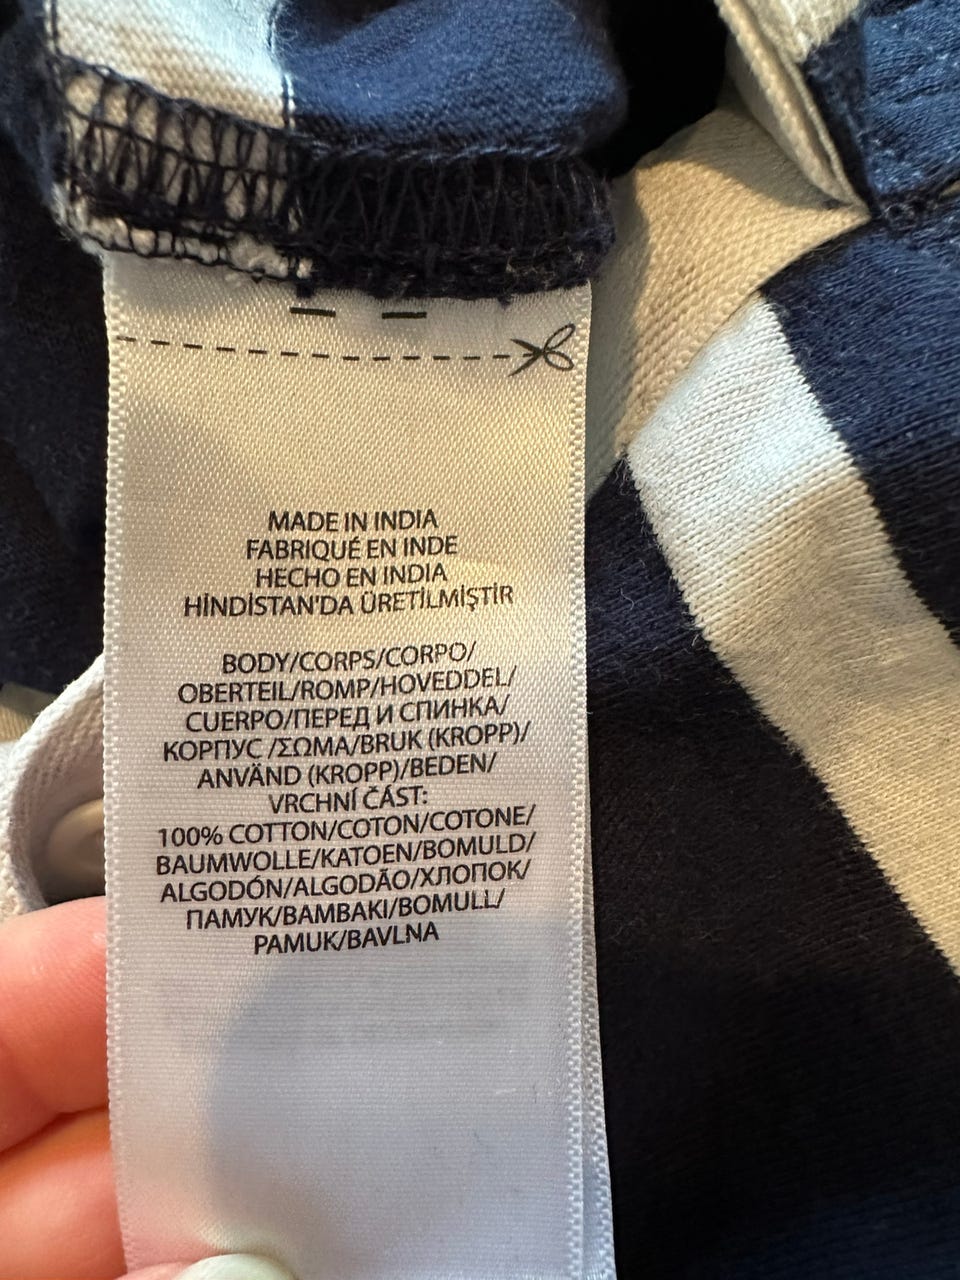 MADE IN INDIA
FABRIQUÉ EN INDE
HECHO EN INDIA
HİNDİSTAN'DA ÜRETİLMİŞTİR
BODY/CORPS/CORPO/
OBERTEIL/ROMP/HOVEDDEL/
CUERPO/ПЕРЕД И СПИНКА/
КОРПУС /ΣΩΜΑ/BRUK (KROPP)/
ANVÄND (KROPP)/BEDEN/
VRCHNÍ ČÁST:
100% COTTON/COTON/COTONE/
BAUMWOLLE/KATOEN/BOMULD/
ALGODÓN/ALGODÃO/ХЛОПОК/
ПАМУК/BAMBAKI/BOMULL/
PAMUK/BAVLNA